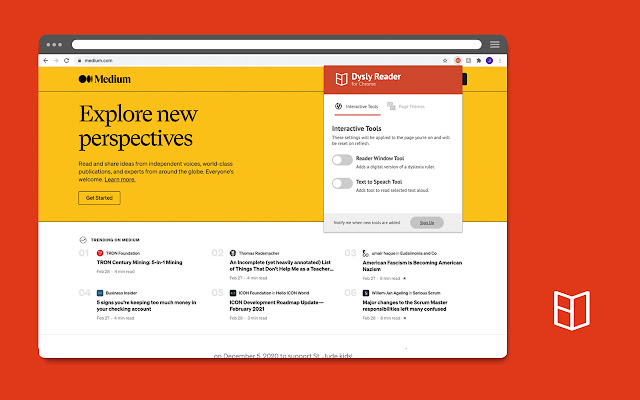 medium.com
Medium
Explore new
perspectives
Read and share ideas from independent voices, world-class
publications, and experts from around the globe. Everyone's
welcome. Learn more.
Get Started
Dysly Reader
for Chrome
Interactive Tools
Page Themes
Interactive Tools
These settings will be applied to the page you're on and will
be reset on refresh.
Reader Window Tool
Adds a digital version of a dyslexia ruler.
Text to Speach Tool
Adds tool to read selected text aloud.
Notify me when new tools are added
Sign Up
TRENDING ON MEDIUM
01
TRON Foundation
TRON Century Mining: 5-in-1 Mining
Feb 28 · 4 min read
02
Thomas Rademacher
An Incomplete (yet heavily annotated) List
of Things That Don't Help Me as a Teacher...
Feb 27 · 4 min read
03
umair haque in Eudaimonia and Co
American Fascism is Becoming American
Nazism
Feb 27 · 8 min read
04
Business Insider
5 signs you're keeping too much money in
your checking account
Feb 27 · 4 min read
05
ICON Foundation in Hello ICON World
ICON Development Roadmap Update—
February 2021
Feb 28 · 3 min read
06
Willem-Jan Ageling in Serious Scrum
Major changes to the Scrum Master
responsibilities left many confused
Feb 27 · 8 min read
on December 5, 2020 to support St. Jude kids!